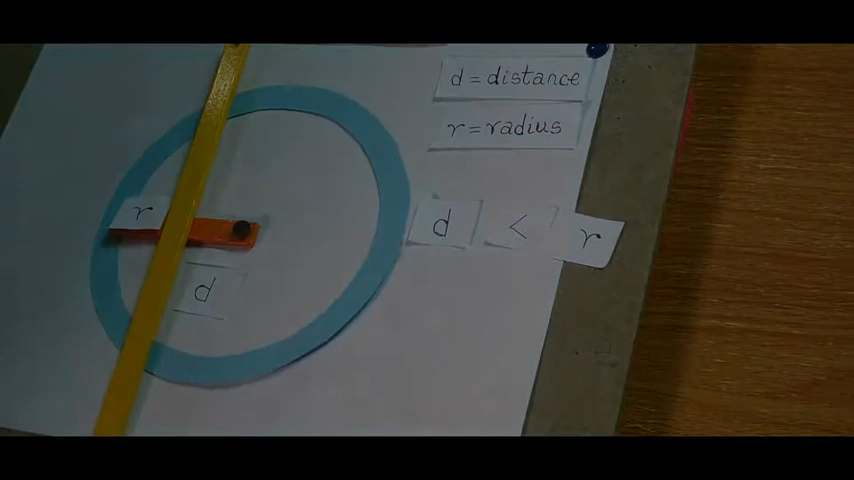 d = distance
r = radius
r
d < r
d